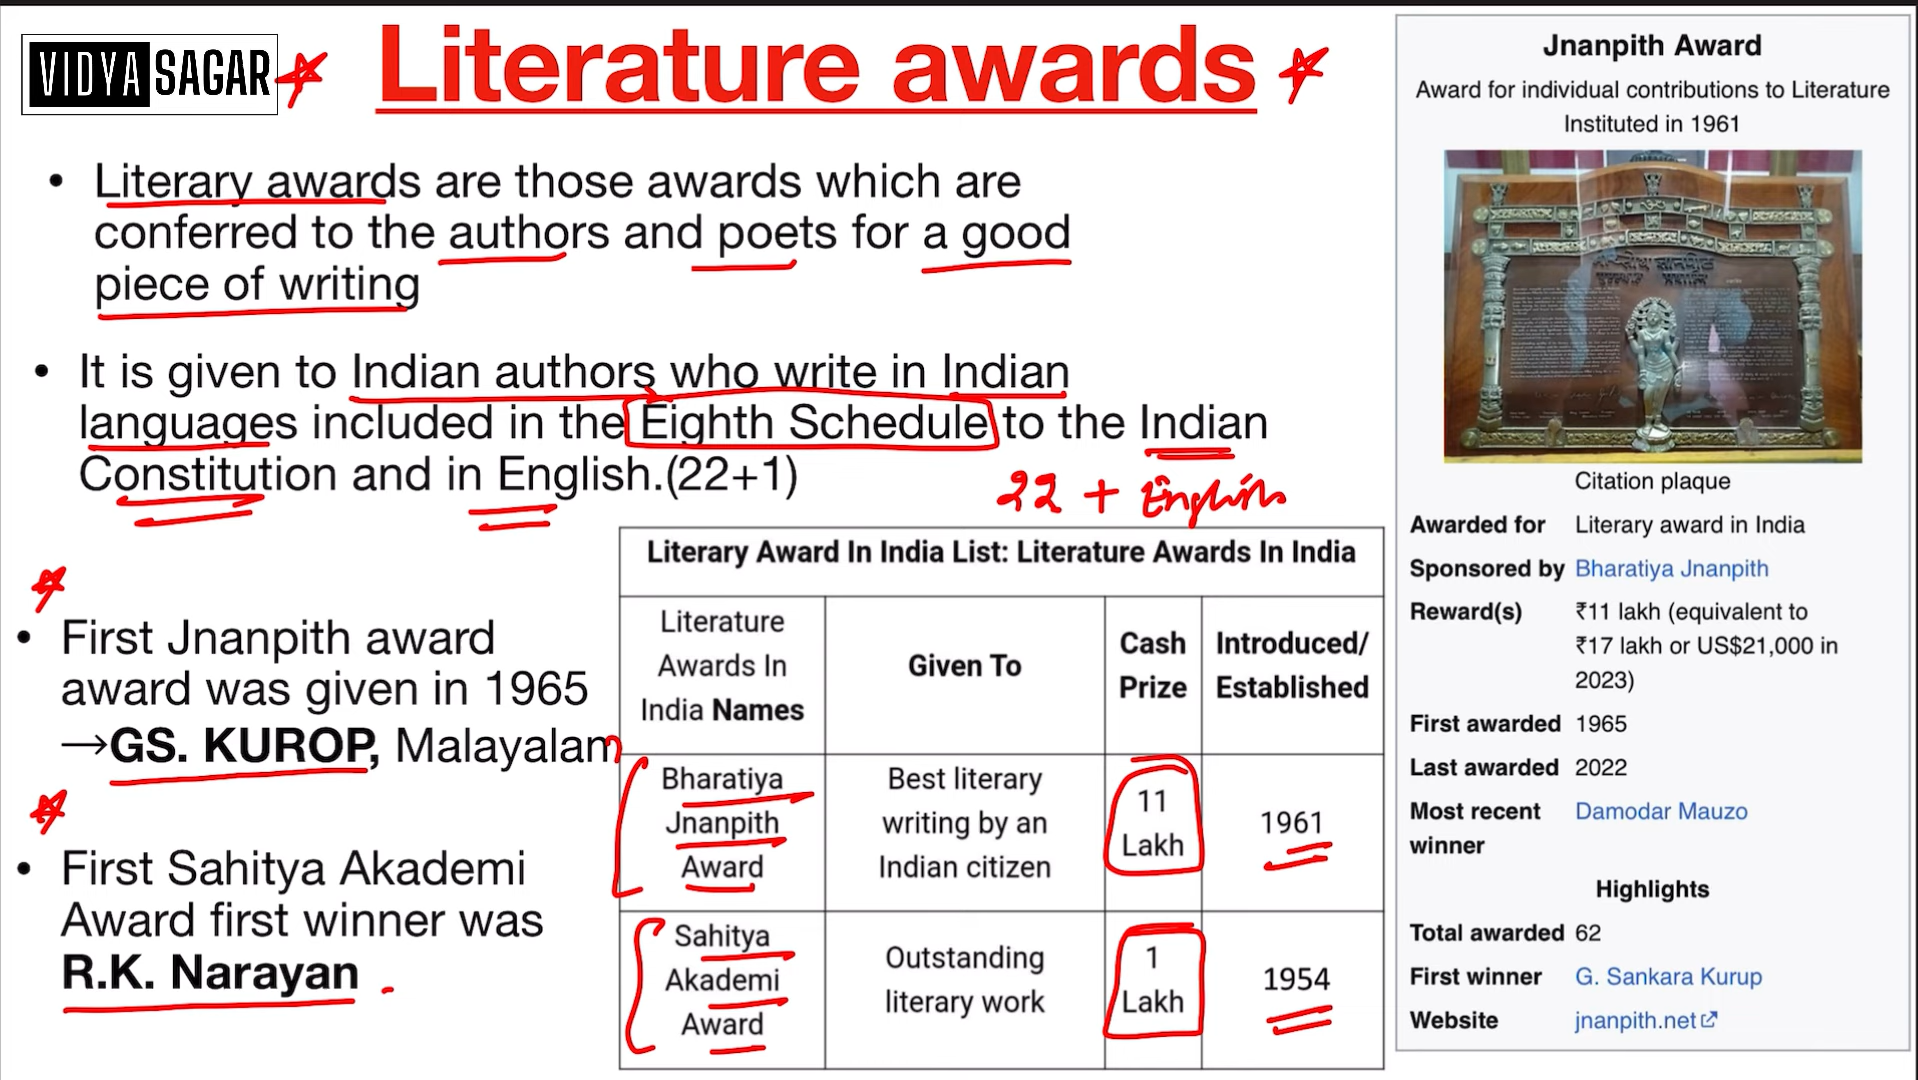 VIDYA SAGAR
Literature awards
• Literary awards are those awards which are
conferred to the authors and poets for a good
piece of writing
• It is given to Indian authors who write in Indian
languages included in the Eighth Schedule to the Indian
Constitution and in English.(22+1)
22 + English
• First Jnanpith award
award was given in 1965
→GS. KUROP, Malayalam
• First Sahitya Akademi
Award first winner was
R.K. Narayan
Literary Award In India List: Literature Awards In India
Literature
Awards In
India Names
Given To
Cash
Prize
Introduced/
Established
Bharatiya
Jnanpith
Award
Best literary
writing by an
Indian citizen
11
Lakh
1961
Sahitya
Akademi
Award
Outstanding
literary work
1
Lakh
1954
Jnanpith Award
Award for individual contributions to Literature
Instituted in 1961
Citation plaque
Awarded for Literary award in India
Sponsored by Bharatiya Jnanpith
Reward(s) ₹11 lakh (equivalent to
₹17 lakh or US$21,000 in
2023)
First awarded 1965
Last awarded 2022
Most recent Damodar Mauzo
winner
Highlights
Total awarded 62
First winner G. Sankara Kurup
Website jnanpith.net